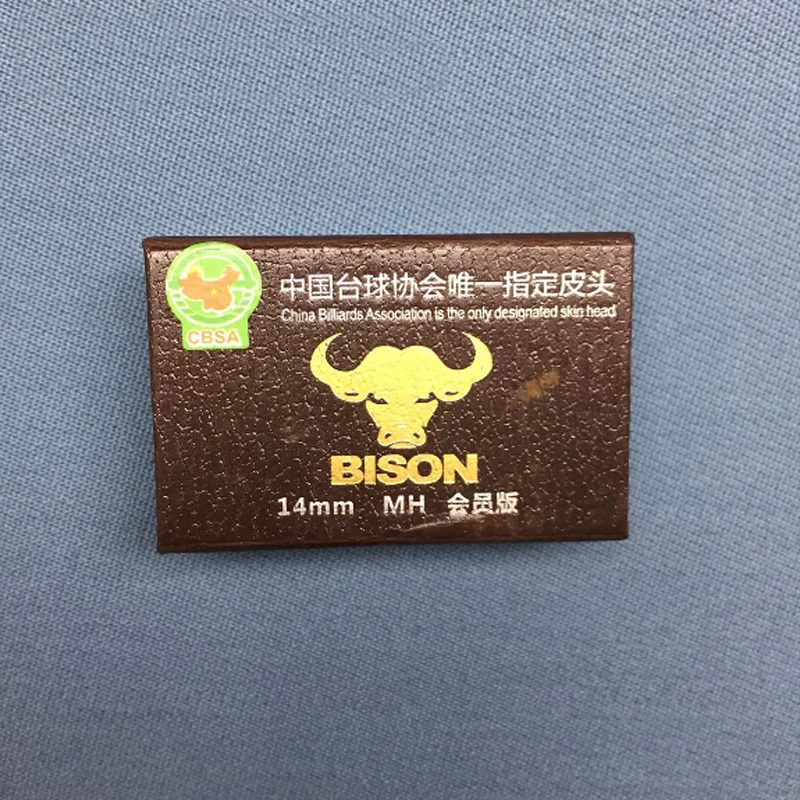 中国台球协会唯一指定皮头
China Billiards Association is the only designated skin head
CBSA
BISON
14mm MH 会员版